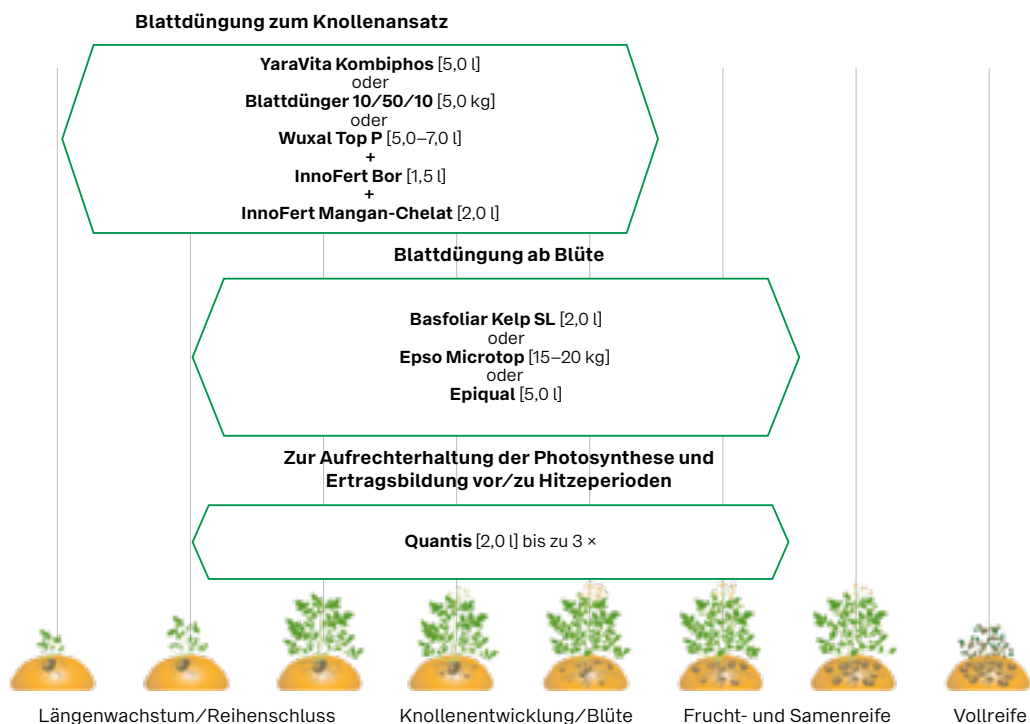 Blattdüngung zum Knollenansatz
YaraVita Kombiphos [5,0 l]
oder
Blattdünger 10/50/10 [5,0 kg]
oder
Wuxal Top P [5,0–7,0 l]
+
InnoFert Bor [1,5 l]
+
InnoFert Mangan-Chelat [2,0 l]
Blattdüngung ab Blüte
Basfoliar Kelp SL [2,0 l]
oder
Epso Microtop [15–20 kg]
oder
Epiqual [5,0 l]
Zur Aufrechterhaltung der Photosynthese und
Ertragsbildung vor/zu Hitzeperioden
Quantis [2,0 l] bis zu 3 ×
Längenwachstum/Reihenschluss
Knollenentwicklung/Blüte
Frucht- und Samenreife
Vollreife